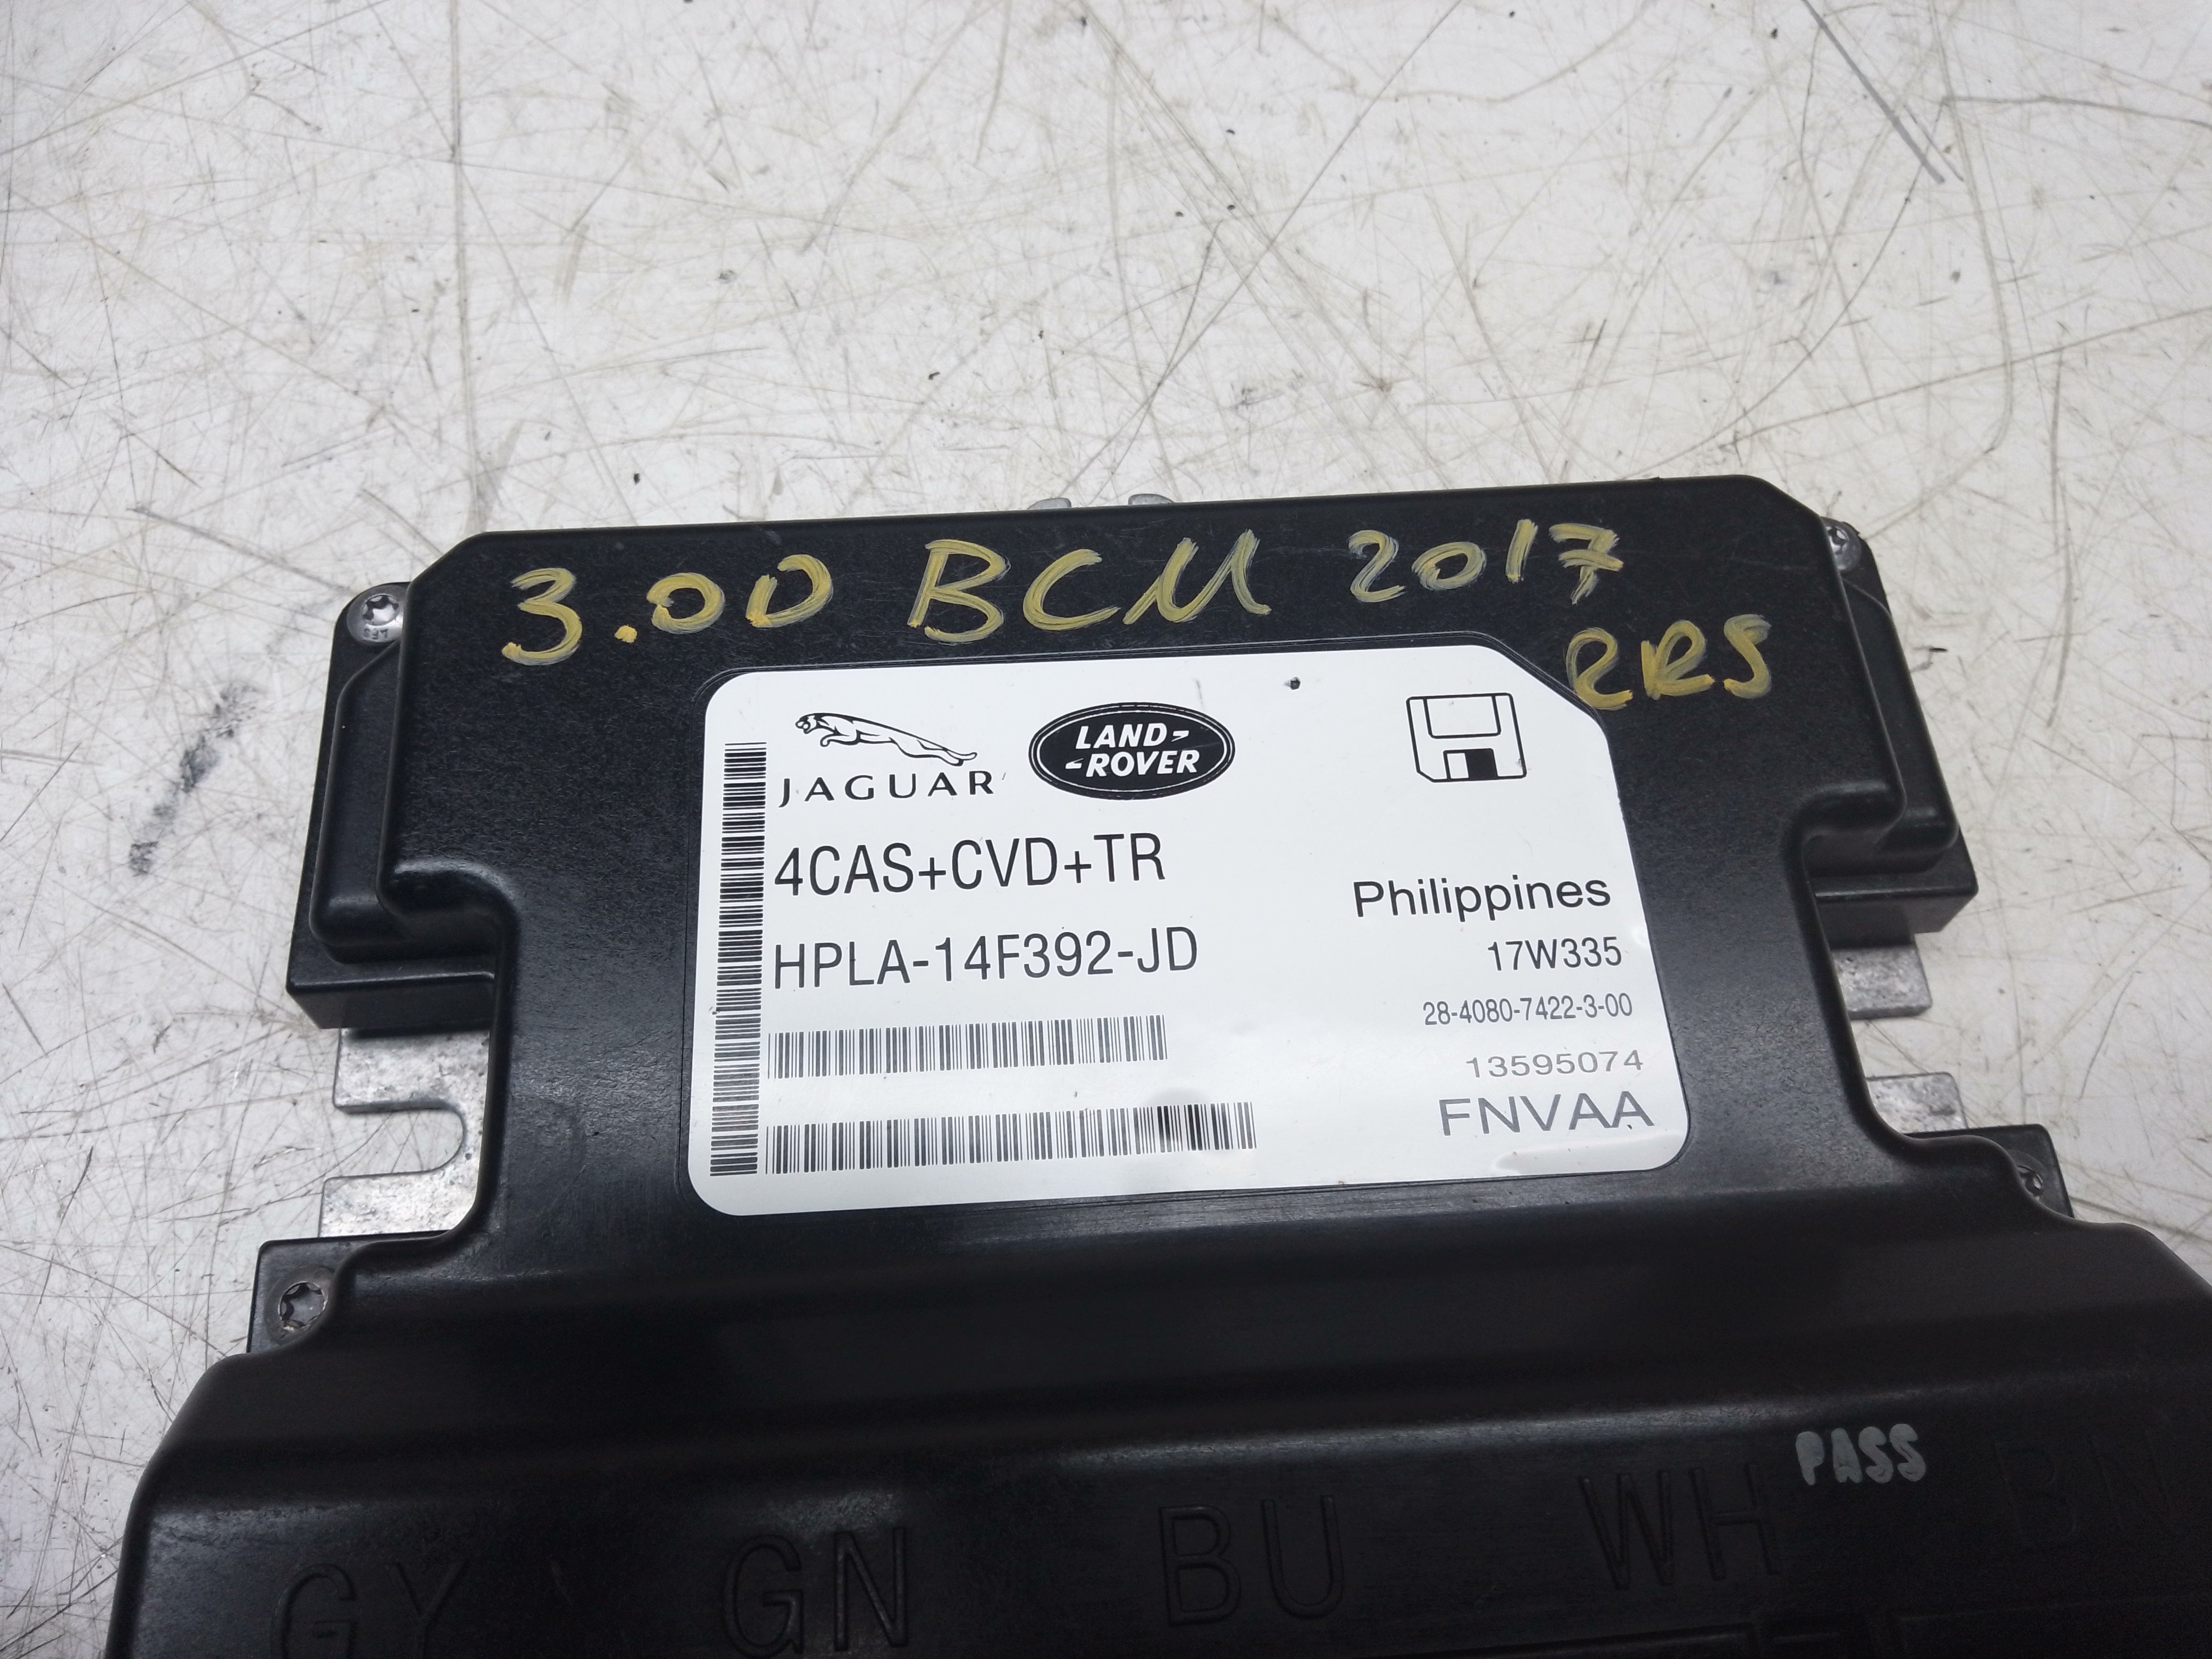 3.0D BCM 2017
RRS
JAGUAR
LAND-
-ROVER
4CAS+CVD+TR
HPLA-14F392-JD
Philippines
17W335
28-4080-7422-3-00
13595074
FNVAA
PASS
GY GN BU WH BN